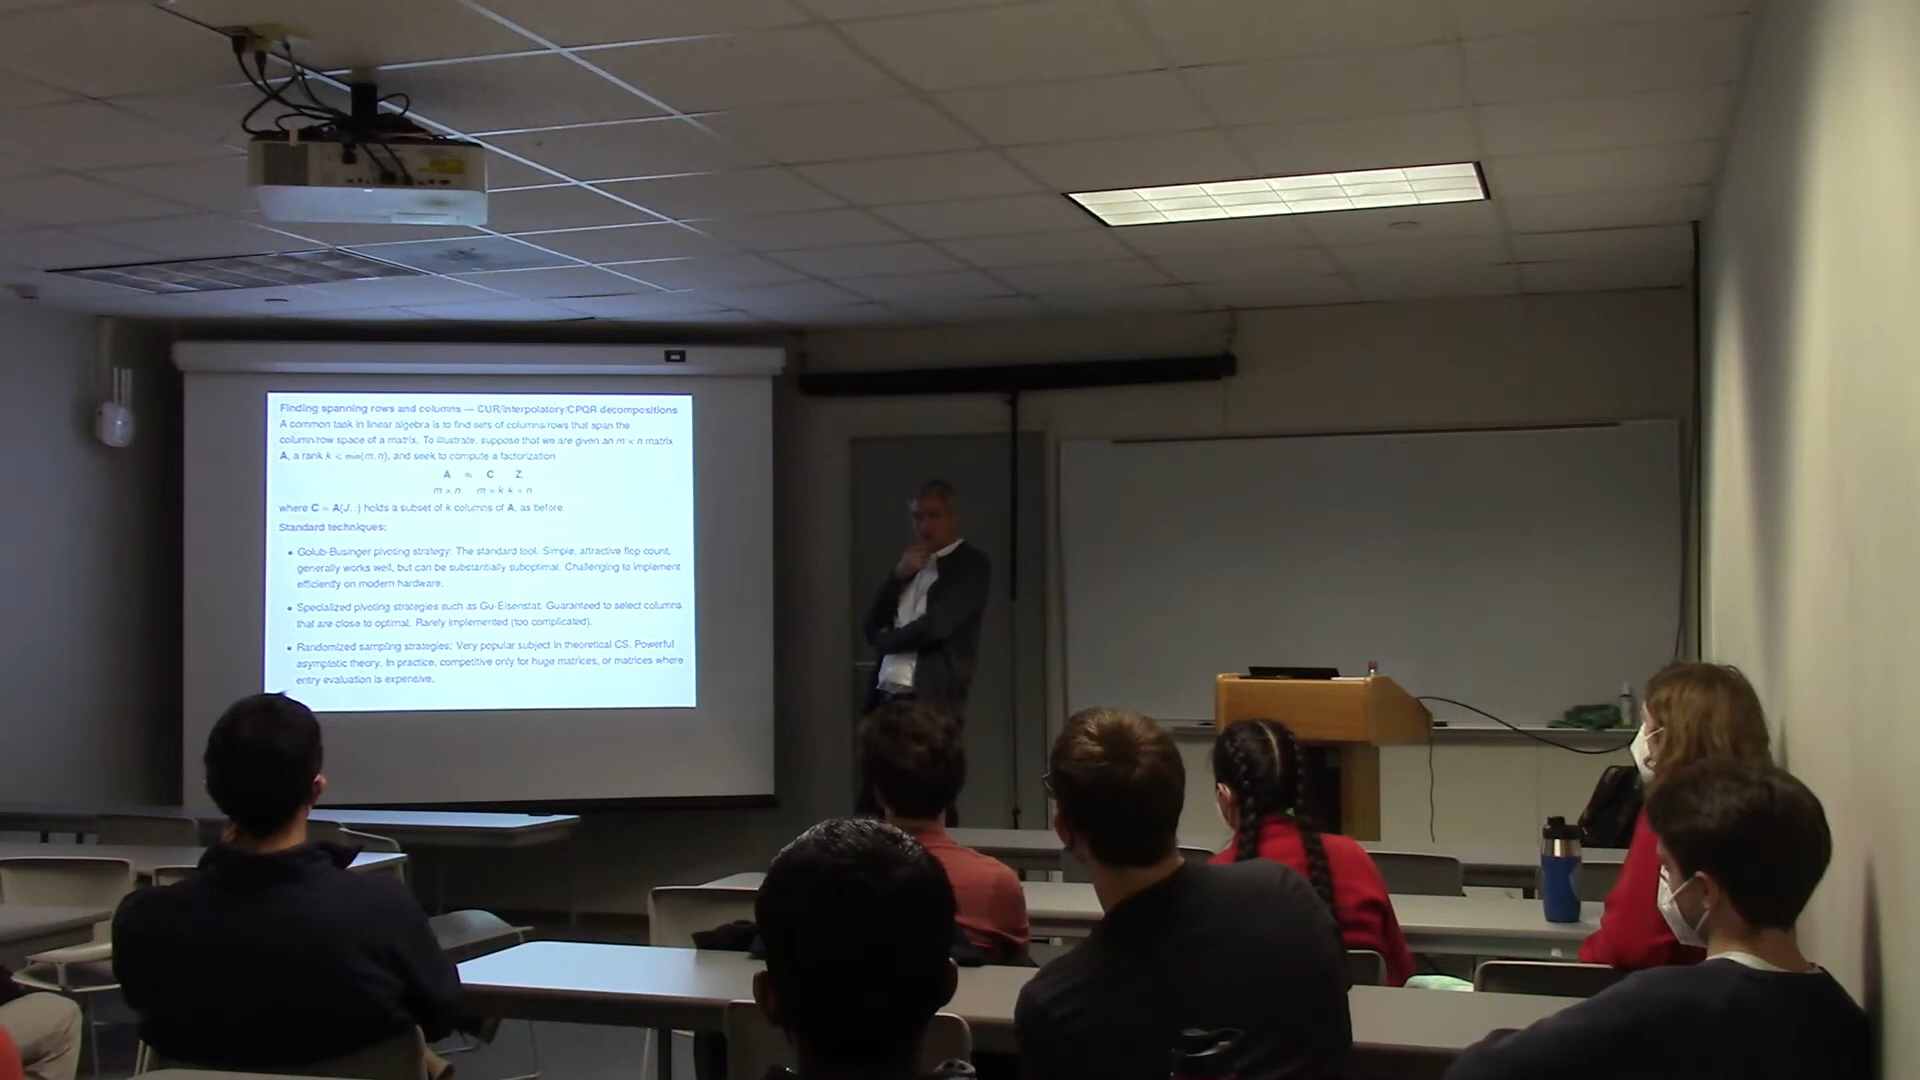 Finding spanning rows and columns — CUR/Interpolatory/CPQR decompositions
A common task in linear algebra is to find sets of columns/rows that span the
column/row space of a matrix. To illustrate, suppose that we are given an m × n matrix
A, a rank k < min(m, n), and seek to compute a factorization
A ≈ C Z
m × n m × k k × n
where C = A(J, :) holds a subset of k columns of A, as before.
Standard techniques:
• Golub-Businger pivoting strategy: The standard tool. Simple, attractive flop count,
generally works well, but can be substantially suboptimal. Challenging to implement
efficiently on modern hardware.
• Specialized pivoting strategies such as Gu-Eisenstat: Guaranteed to select columns
that are close to optimal. Rarely implemented (too complicated).
• Randomized sampling strategies: Very popular subject in theoretical CS. Powerful
asymptotic theory. In practice, competitive only for huge matrices, or matrices where
entry evaluation is expensive.